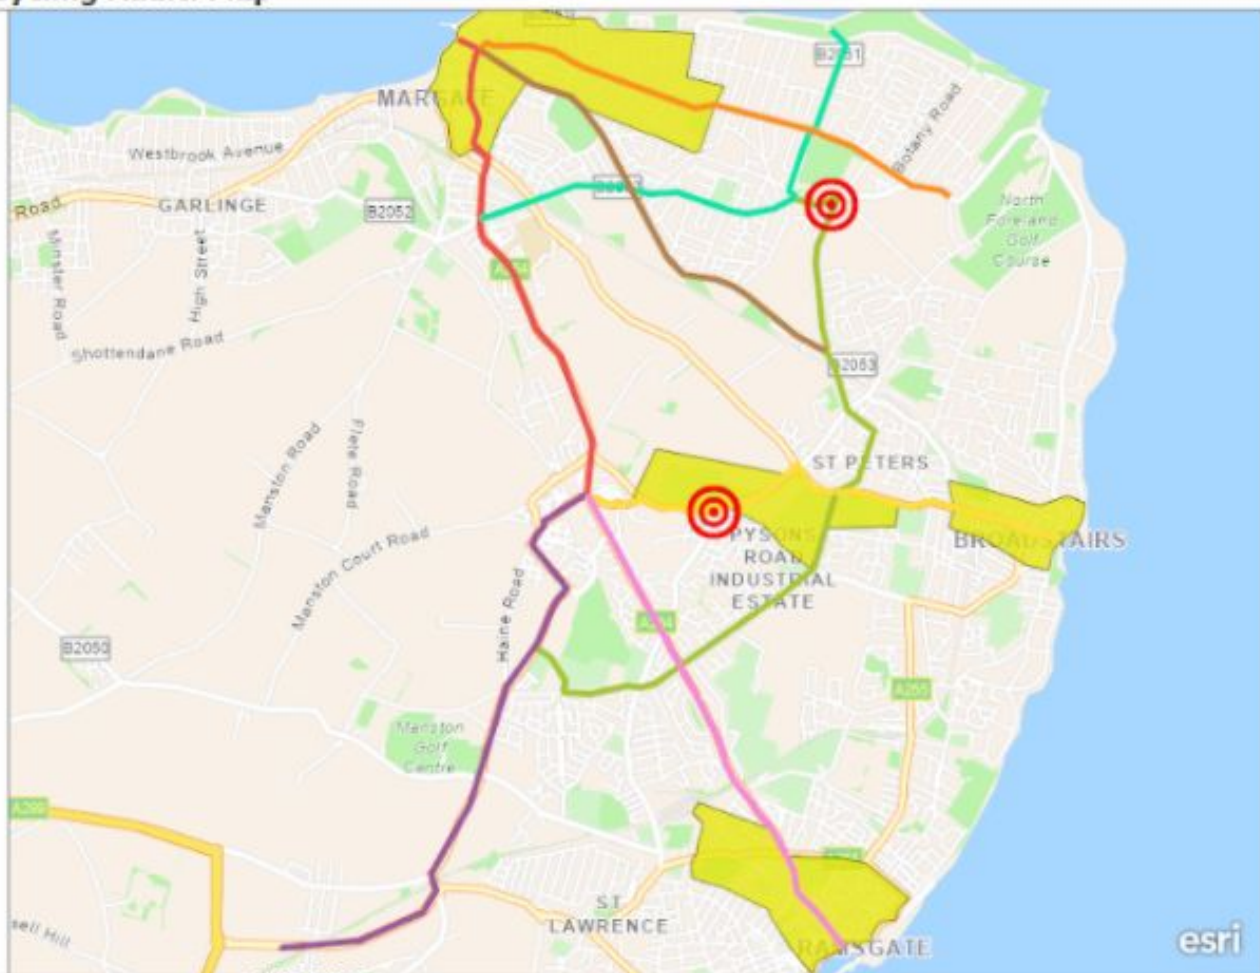 B2051
MARGATE
Botany Road
Westbrook Avenue
Road
GARLINGE
B2052
North
Foreland
Golf
Course
Minster Road
High Street
Shottendane Road
B2053
Manston Road
Flete Road
ST PETERS
BROADSTAIRS
PYSONS
ROAD
INDUSTRIAL
ESTATE
Manston Court Road
Haine Road
A254
B2050
A255
Manston
Golf
Centre
A299
ST
LAWRENCE
RAMSGATE
sell Hill
esri